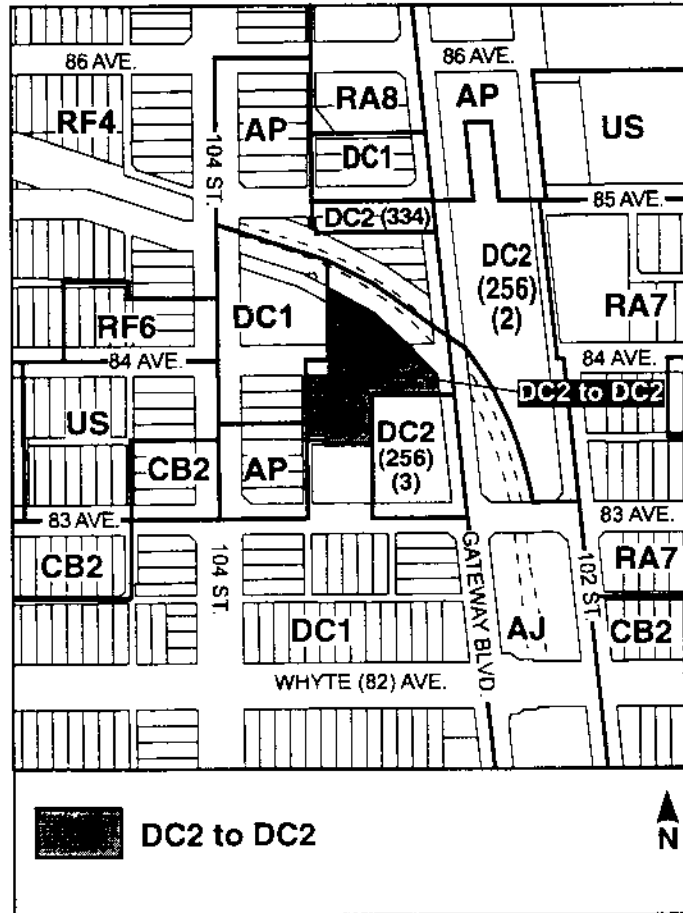 86 AVE.
86 AVE.
RF4
AP
RA8
AP
US
104 ST.
DC1
85 AVE.
DC2 (334)
DC2
(256)
(2)
RF6
DC1
RA7
84 AVE.
84 AVE.
DC2 to DC2
US
CB2
AP
DC2
(256)
(3)
83 AVE.
83 AVE.
CB2
104 ST.
GATEWAY BLVD.
102 ST.
RA7
DC1
AJ
CB2
WHYTE (82) AVE.
DC2 to DC2
N